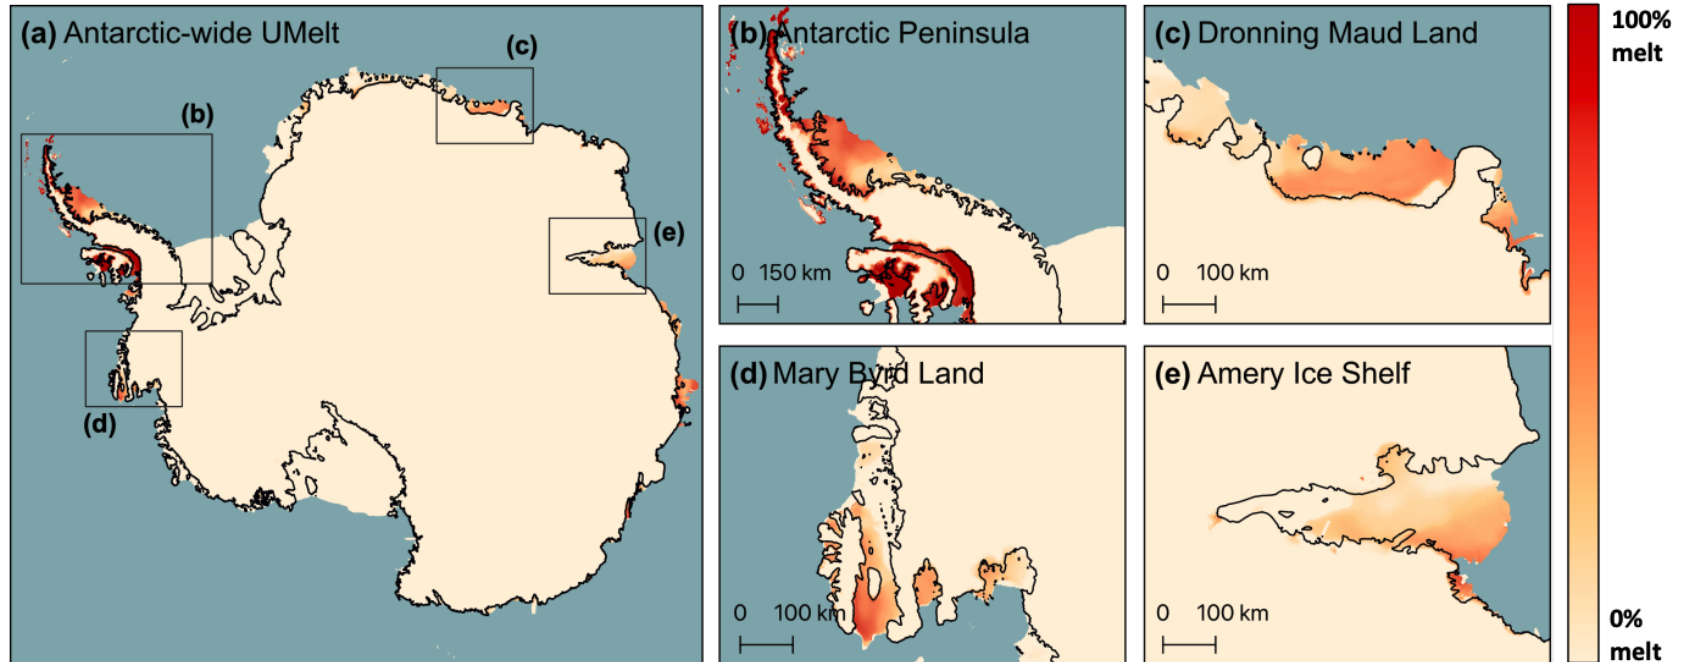 (a) Antarctic-wide UMelt
(b)
(c)
(d)
(e)
(b) Antarctic Peninsula
0 150 km
(c) Dronning Maud Land
0 100 km
(d) Mary Byrd Land
0 100 km
(e) Amery Ice Shelf
0 100 km
100%
melt
0%
melt